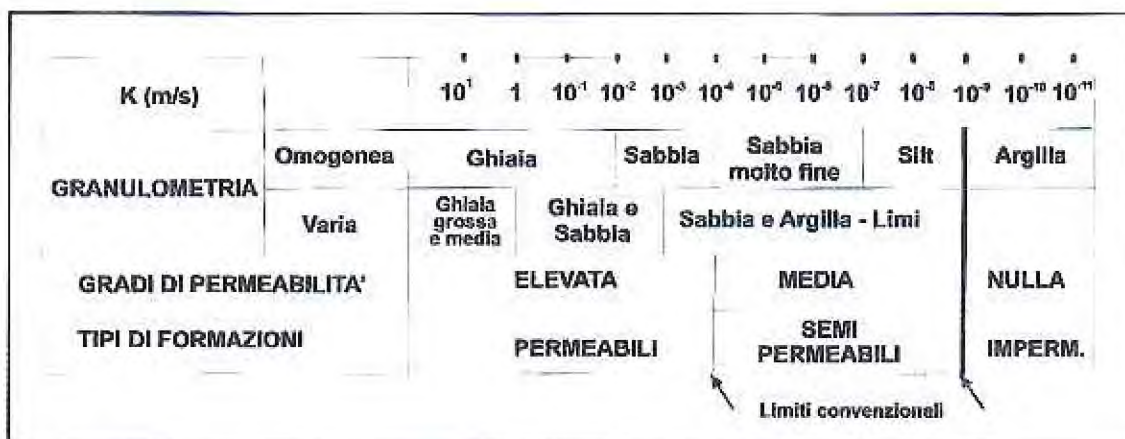 K (m/s) 10¹ 1 10⁻¹ 10⁻² 10⁻³ 10⁻⁴ 10⁻⁵ 10⁻⁶ 10⁻⁷ 10⁻⁸ 10⁻⁹ 10⁻¹⁰ 10⁻¹¹
GRANULOMETRIA
Omogenea Ghiaia Sabbia Sabbia molto fine Silt Argilla
Varia Ghiaia grossa e media Ghiaia e Sabbia Sabbia e Argilla - Limi
GRADI DI PERMEABILITA' ELEVATA MEDIA NULLA
TIPI DI FORMAZIONI PERMEABILI SEMI PERMEABILI IMPERM.
Limiti convenzionali